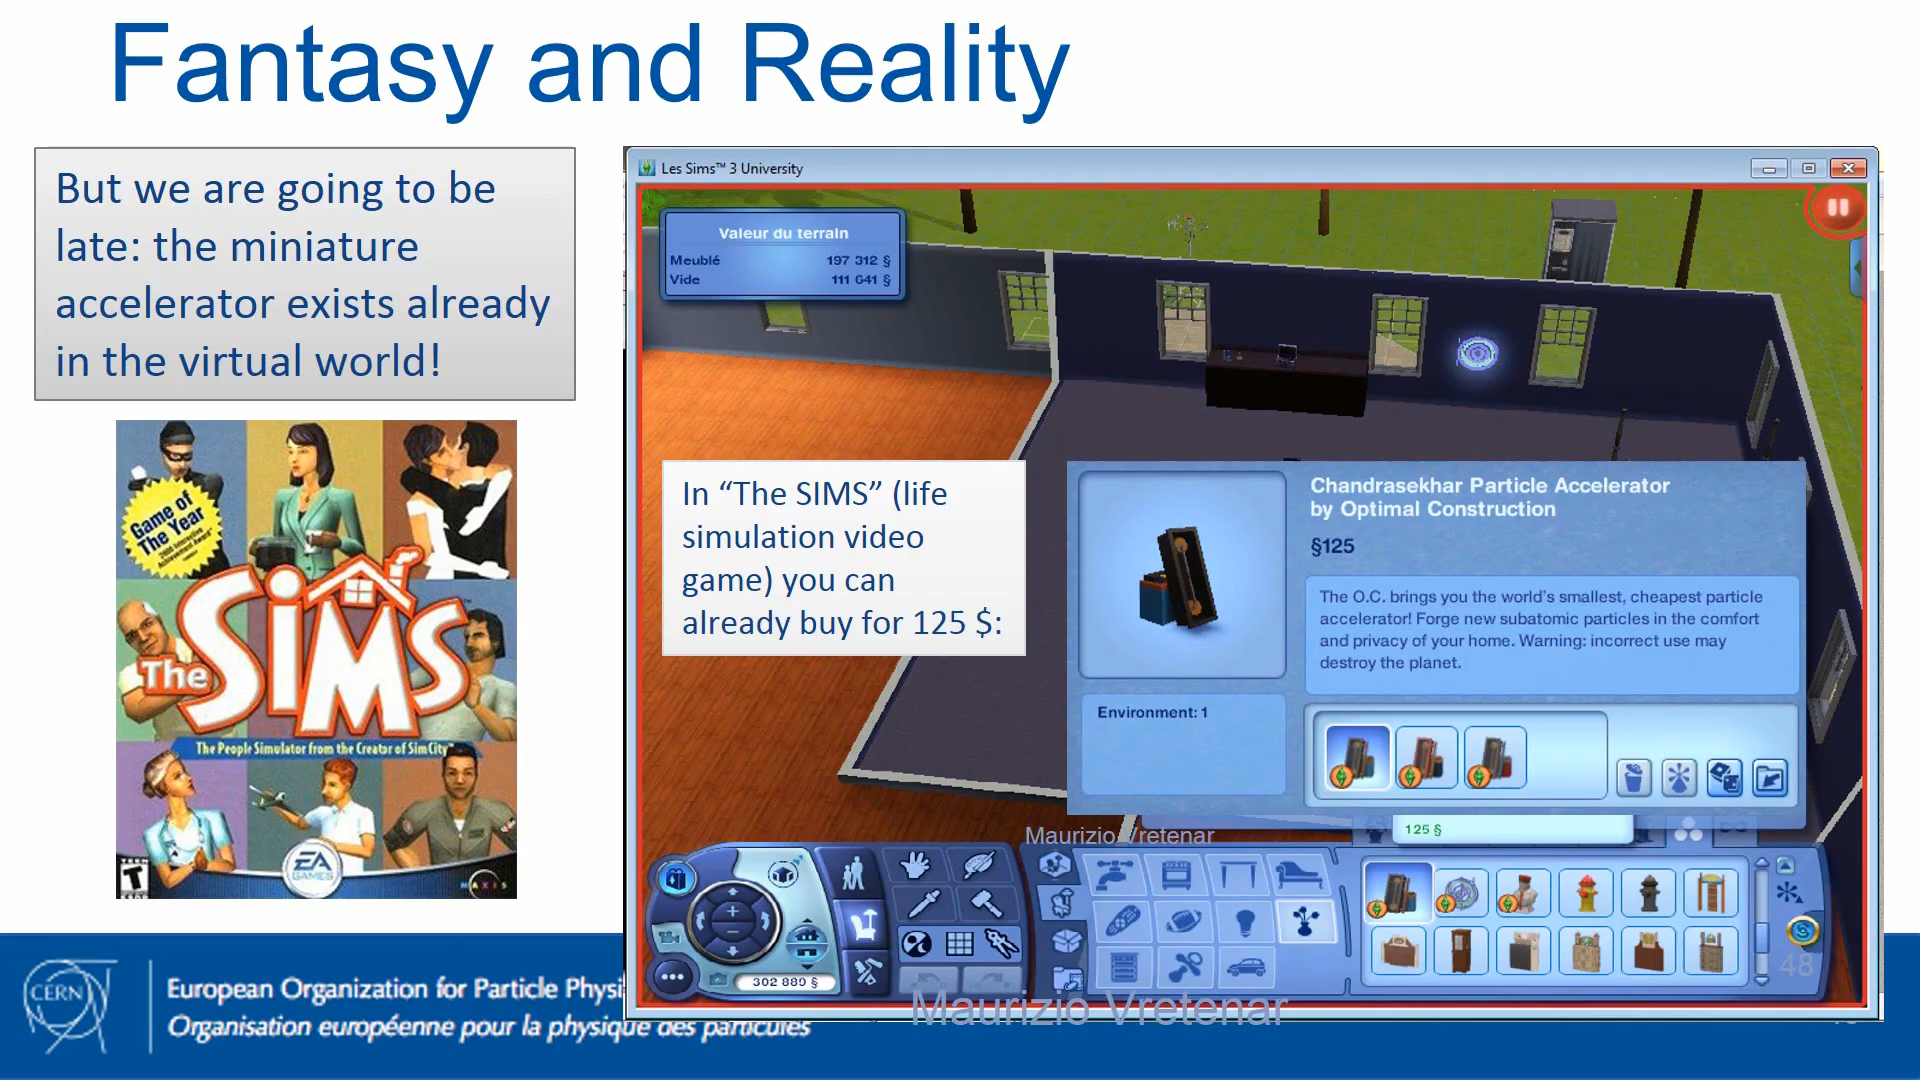 Fantasy and Reality
But we are going to be
late: the miniature
accelerator exists already
in the virtual world!
Game of
The Year
The
SIMS
The People Simulator from the Creator of SimCity
EA
GAMES
MAXIS
T
Les Sims™ 3 University
Valeur du terrain
Meublé 197 312 §
Vide 111 641 §
In “The SIMS” (life
simulation video
game) you can
already buy for 125 $:
Chandrasekhar Particle Accelerator
by Optimal Construction
§125
The O.C. brings you the world's smallest, cheapest particle
accelerator! Forge new subatomic particles in the comfort
and privacy of your home. Warning: incorrect use may
destroy the planet.
Environment: 1
125 §
Maurizio Vretenar
302 889 §
48
Maurizio Vretenar
CERN
European Organization for Particle Physi
Organisation européenne pour la physique des particules